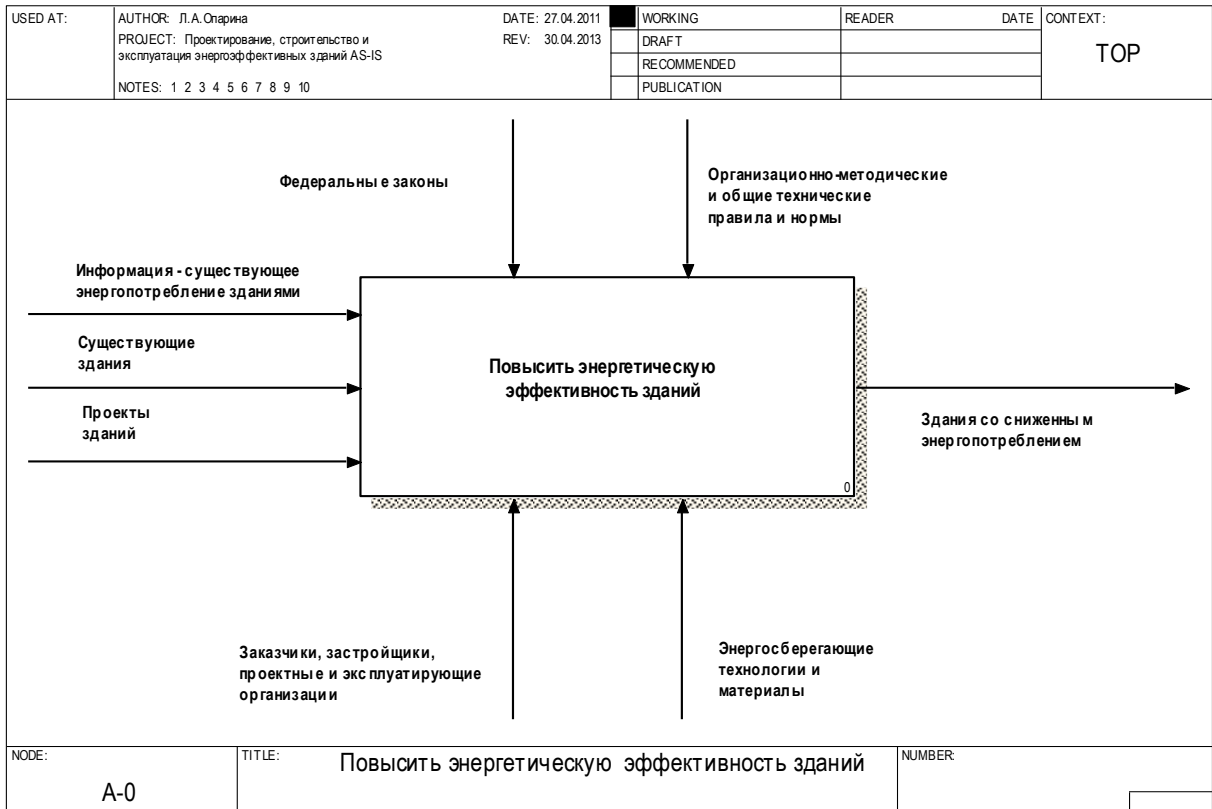 USED AT:
AUTHOR: Л.А.Опарина
DATE: 27.04.2011
WORKING
READER
DATE
CONTEXT:
PROJECT: Проектирование, строительство и
эксплуатация энергоэффективных зданий AS-IS
REV: 30.04.2013
DRAFT
TOP
RECOMMENDED
NOTES: 1 2 3 4 5 6 7 8 9 10
PUBLICATION
Федеральные законы
Организационно-методические
и общие технические
правила и нормы
Информация - существующее
энергопотребление зданиями
Существующие
здания
Проекты
зданий
Повысить энергетическую
эффективность зданий
0
Здания со сниженным
энергопотреблением
Заказчики, застройщики,
проектные и эксплуатирующие
организации
Энергосберегающие
технологии и
материалы
NODE:
A-0
TITLE:
Повысить энергетическую эффективность зданий
NUMBER: